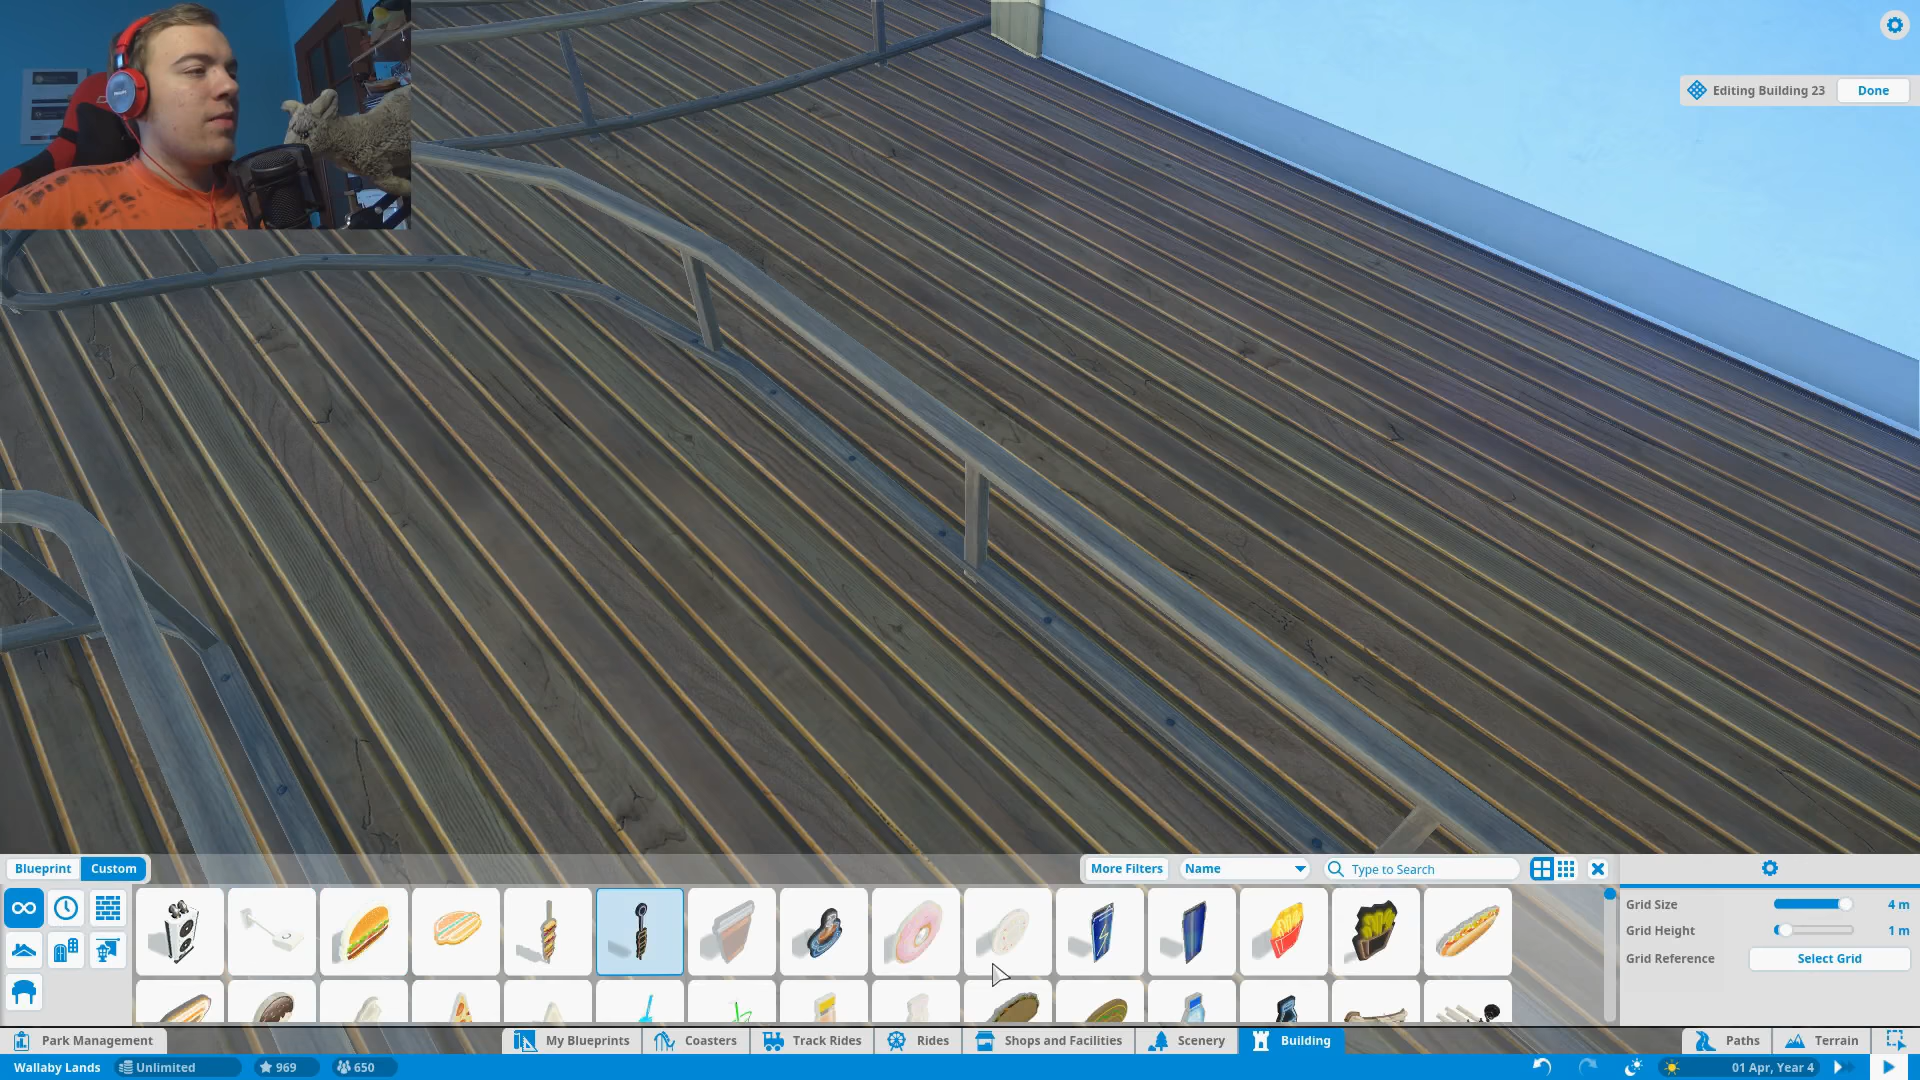 Editing Building 23
Done
Blueprint
Custom
More Filters
Name
Type to Search
Grid Size
4 m
Grid Height
1 m
Grid Reference
Select Grid
Park Management
My Blueprints
Coasters
Track Rides
Rides
Shops and Facilities
Scenery
Building
Paths
Terrain
Wallaby Lands
Unlimited
969
650
01 Apr, Year 4